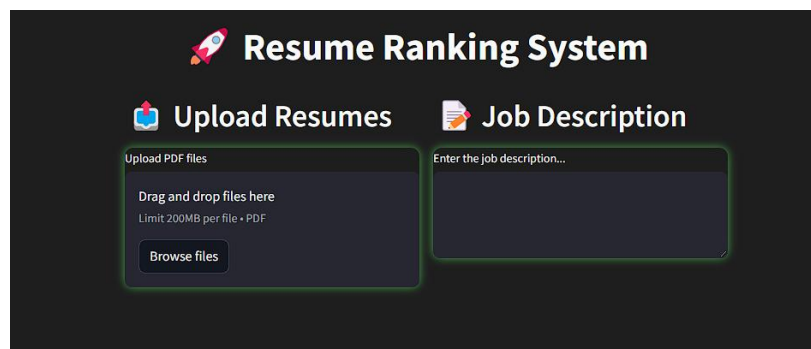 🚀 Resume Ranking System
📤 Upload Resumes
Upload PDF files
Drag and drop files here
Limit 200MB per file • PDF
Browse files
📝 Job Description
Enter the job description...